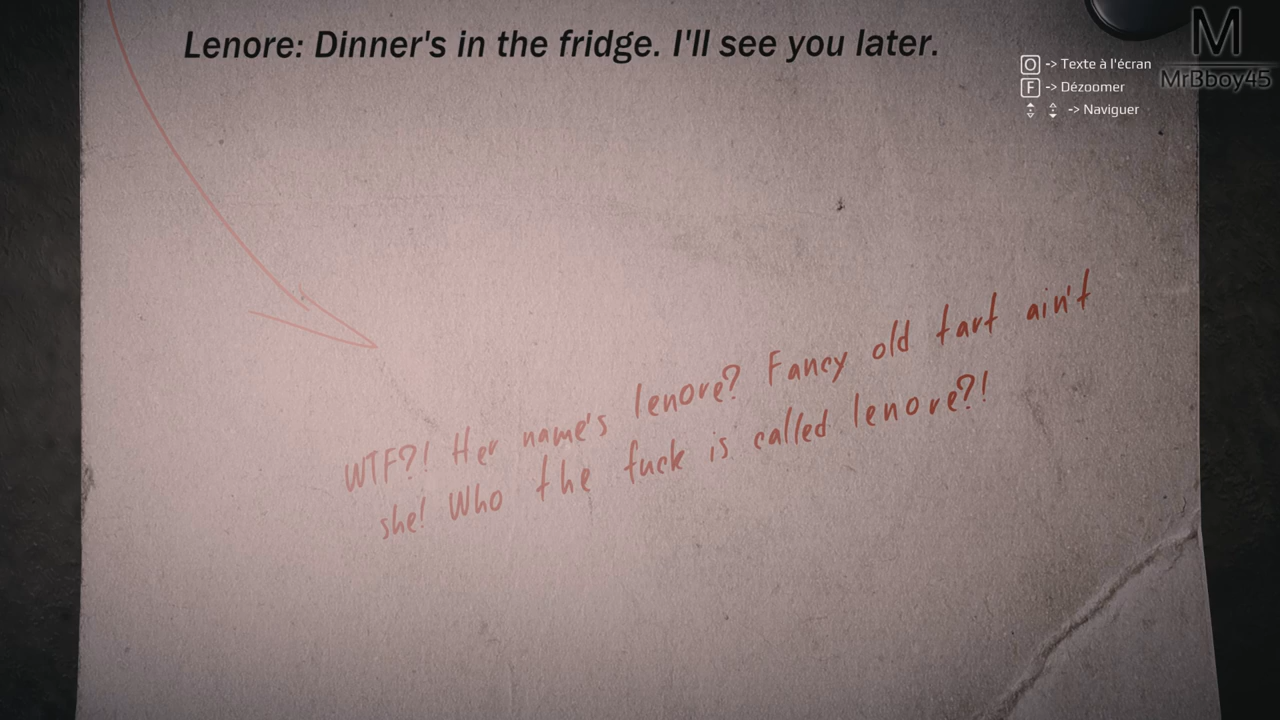 Lenore: Dinner's in the fridge. I'll see you later.
M
MrBboy45
O -> Texte à l'écran
F -> Dézoomer
-> Naviguer
WTF?! Her name's lenore? Fancy old tart ain't
she! Who the fuck is called lenore?!